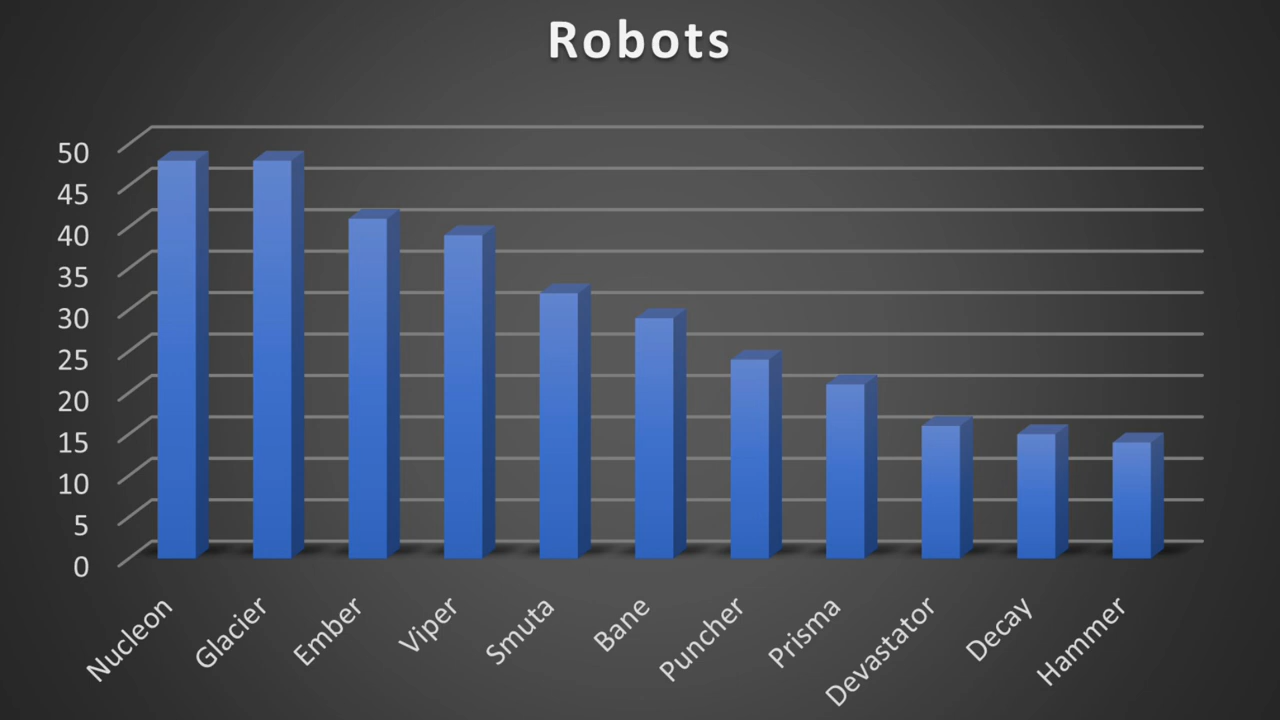 Robots
50
45
40
35
30
25
20
15
10
5
0
Nucleon
Glacier
Ember
Viper
Smuta
Bane
Puncher
Prisma
Devastator
Decay
Hammer